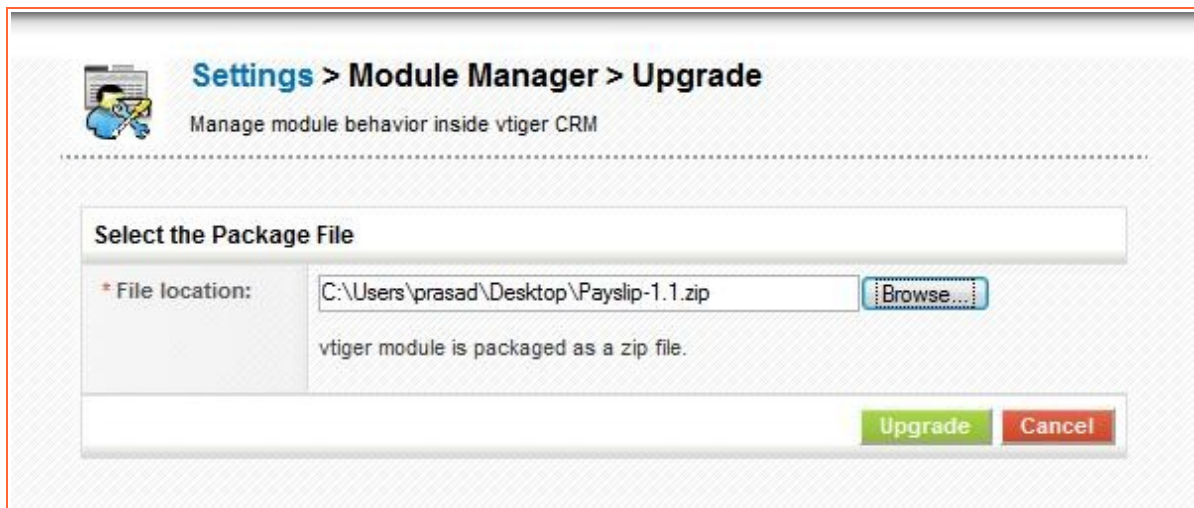 Settings > Module Manager > Upgrade
Manage module behavior inside vtiger CRM
Select the Package File
* File location: C:\Users\prasad\Desktop\Payslip-1.1.zip Browse...
vtiger module is packaged as a zip file.
Upgrade Cancel